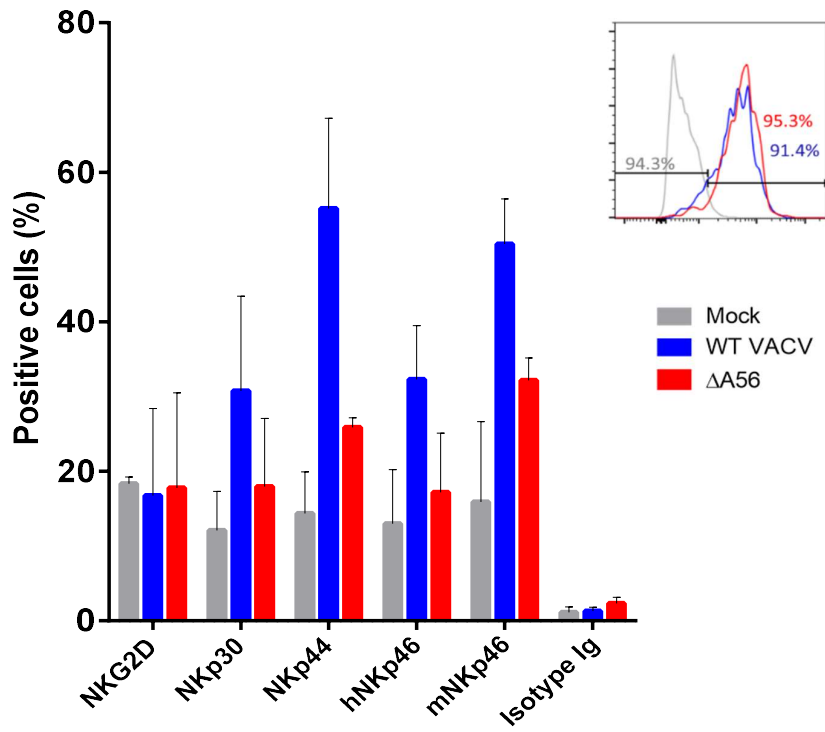 80
60
40
20
0
Positive cells (%)
NKG2D
NKp30
NKp44
hNKp46
mNKp46
Isotype Ig
94.3%
95.3%
91.4%
Mock
WT VACV
ΔA56